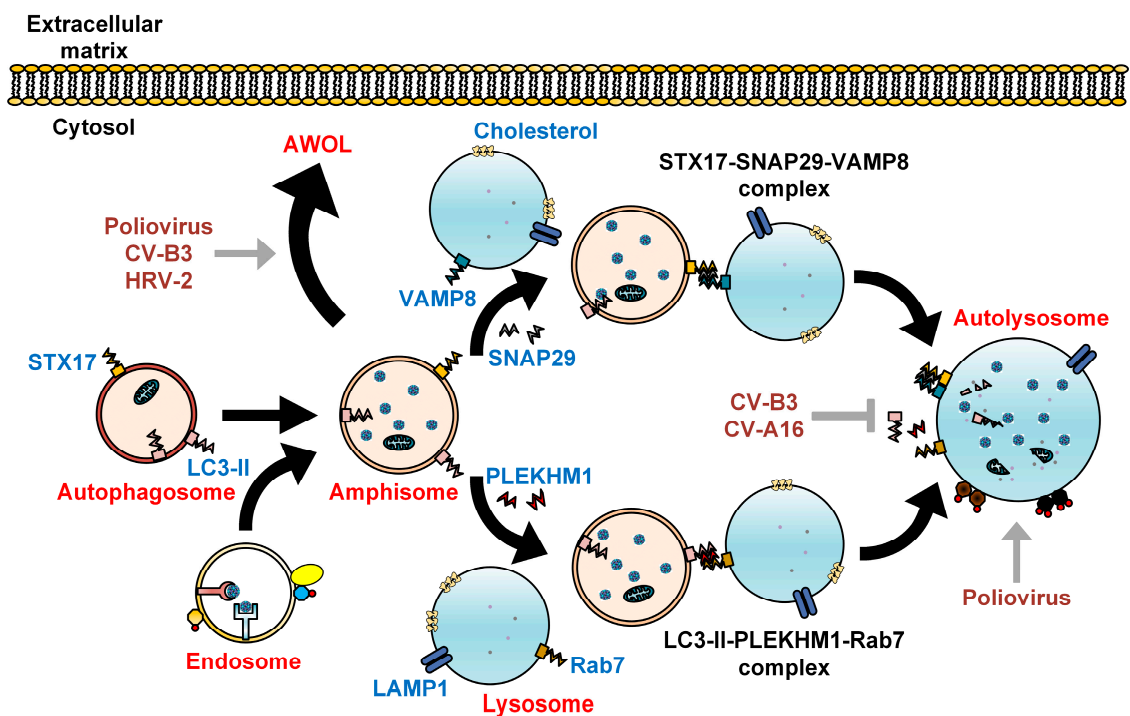 Extracellular
matrix
Cytosol
AWOL
Cholesterol
STX17-SNAP29-VAMP8
complex
Poliovirus
CV-B3
HRV-2
VAMP8
SNAP29
Autolysosome
STX17
CV-B3
CV-A16
LC3-II
Autophagosome
Amphisome
PLEKHM1
Poliovirus
Endosome
LC3-II-PLEKHM1-Rab7
complex
Rab7
LAMP1
Lysosome